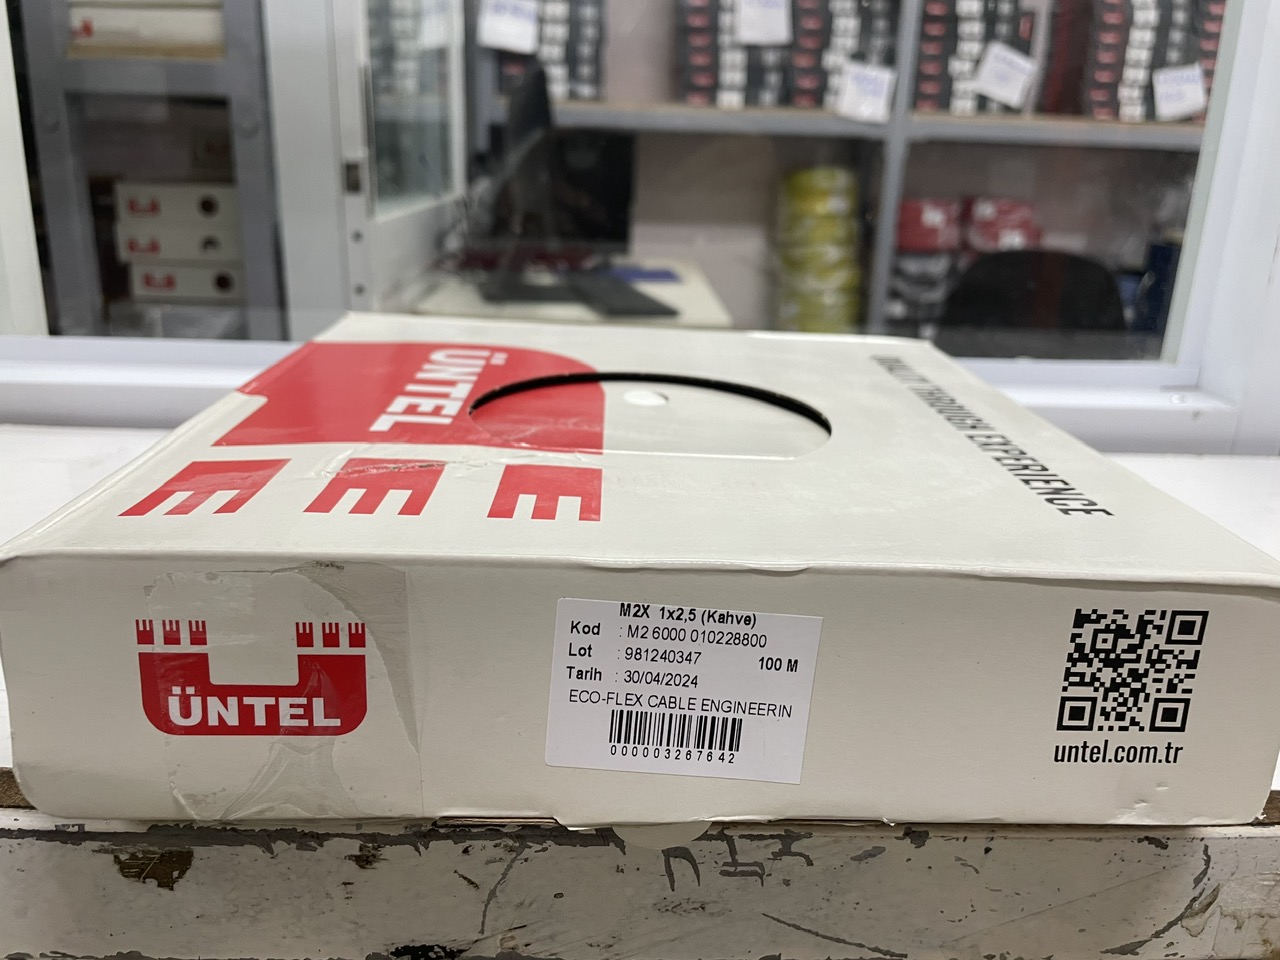 ÜNTEL
QUALITY THROUGH EXPERIENCE
ÜNTEL
M2X 1x2,5 (Kahve)
Kod : M2 6000 010228800
Lot : 981240347 100 M
Tarih : 30/04/2024
ECO-FLEX CABLE ENGINEERIN
0000003267642
untel.com.tr